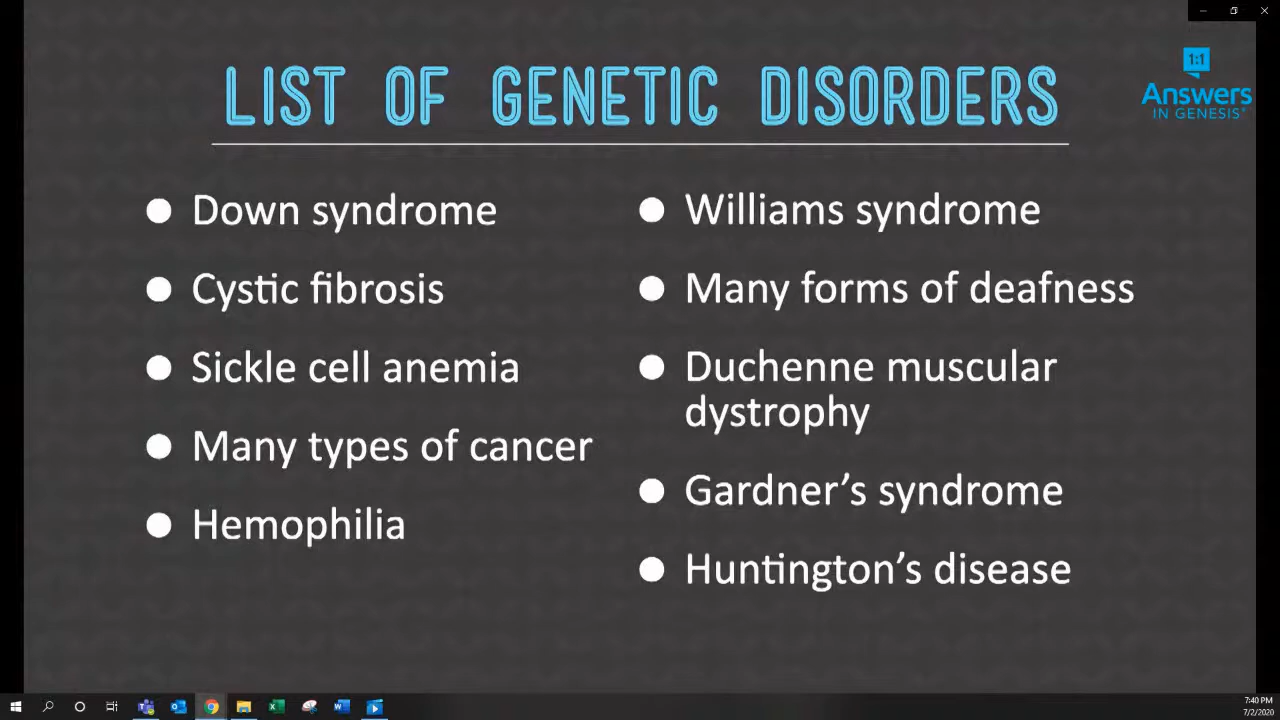 LIST OF GENETIC DISORDERS
1:1
Answers
IN GENESIS®
● Down syndrome
● Cystic fibrosis
● Sickle cell anemia
● Many types of cancer
● Hemophilia
● Williams syndrome
● Many forms of deafness
● Duchenne muscular
dystrophy
● Gardner’s syndrome
● Huntington’s disease
7:40 PM
7/2/2020